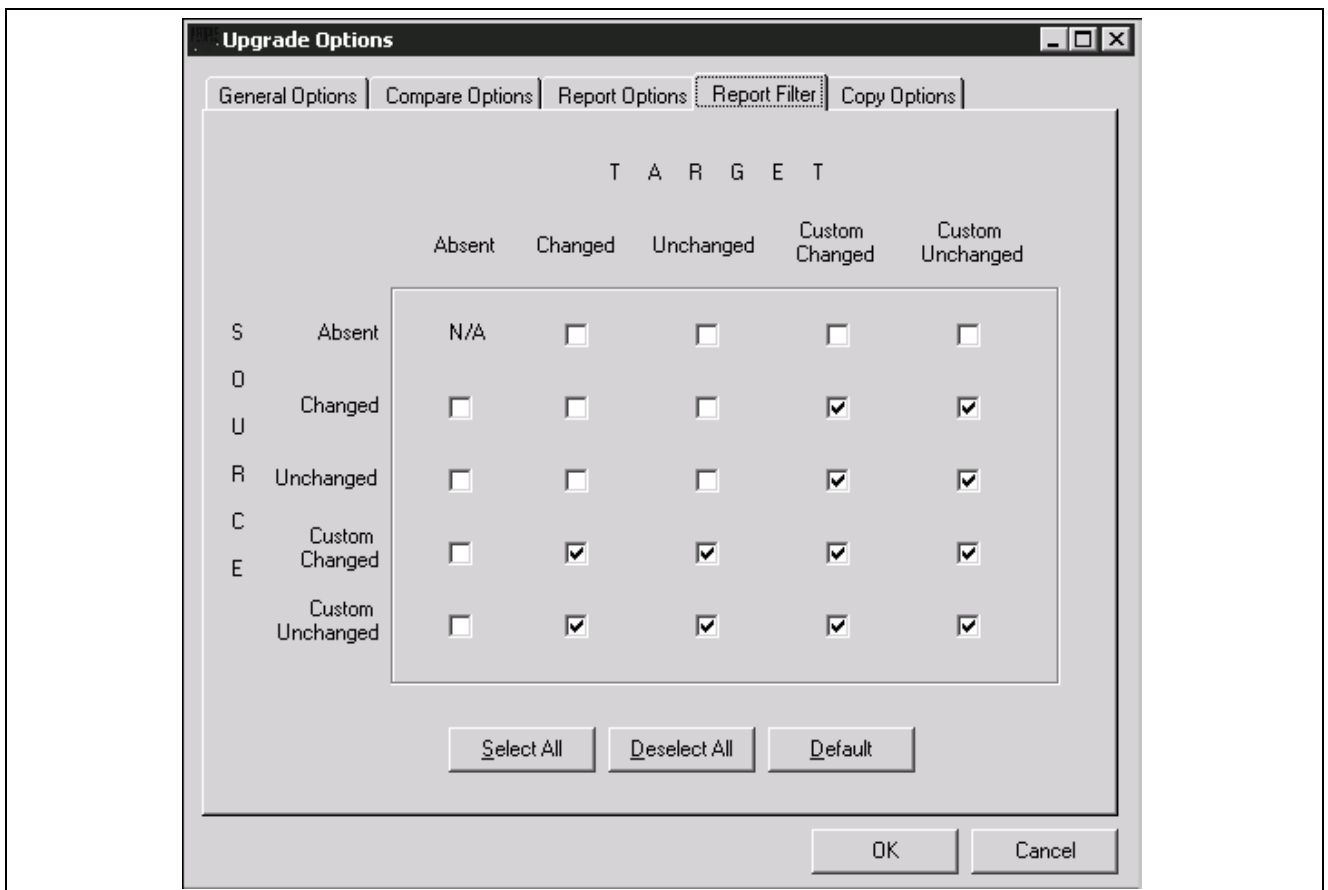 Upgrade Options
General Options Compare Options Report Options Report Filter Copy Options
T A R G E T
Absent Changed Unchanged Custom Changed Custom Unchanged
S O U R C E
Absent N/A
Changed
Unchanged
Custom
Changed
Custom
Unchanged
Select All Deselect All Default
OK Cancel